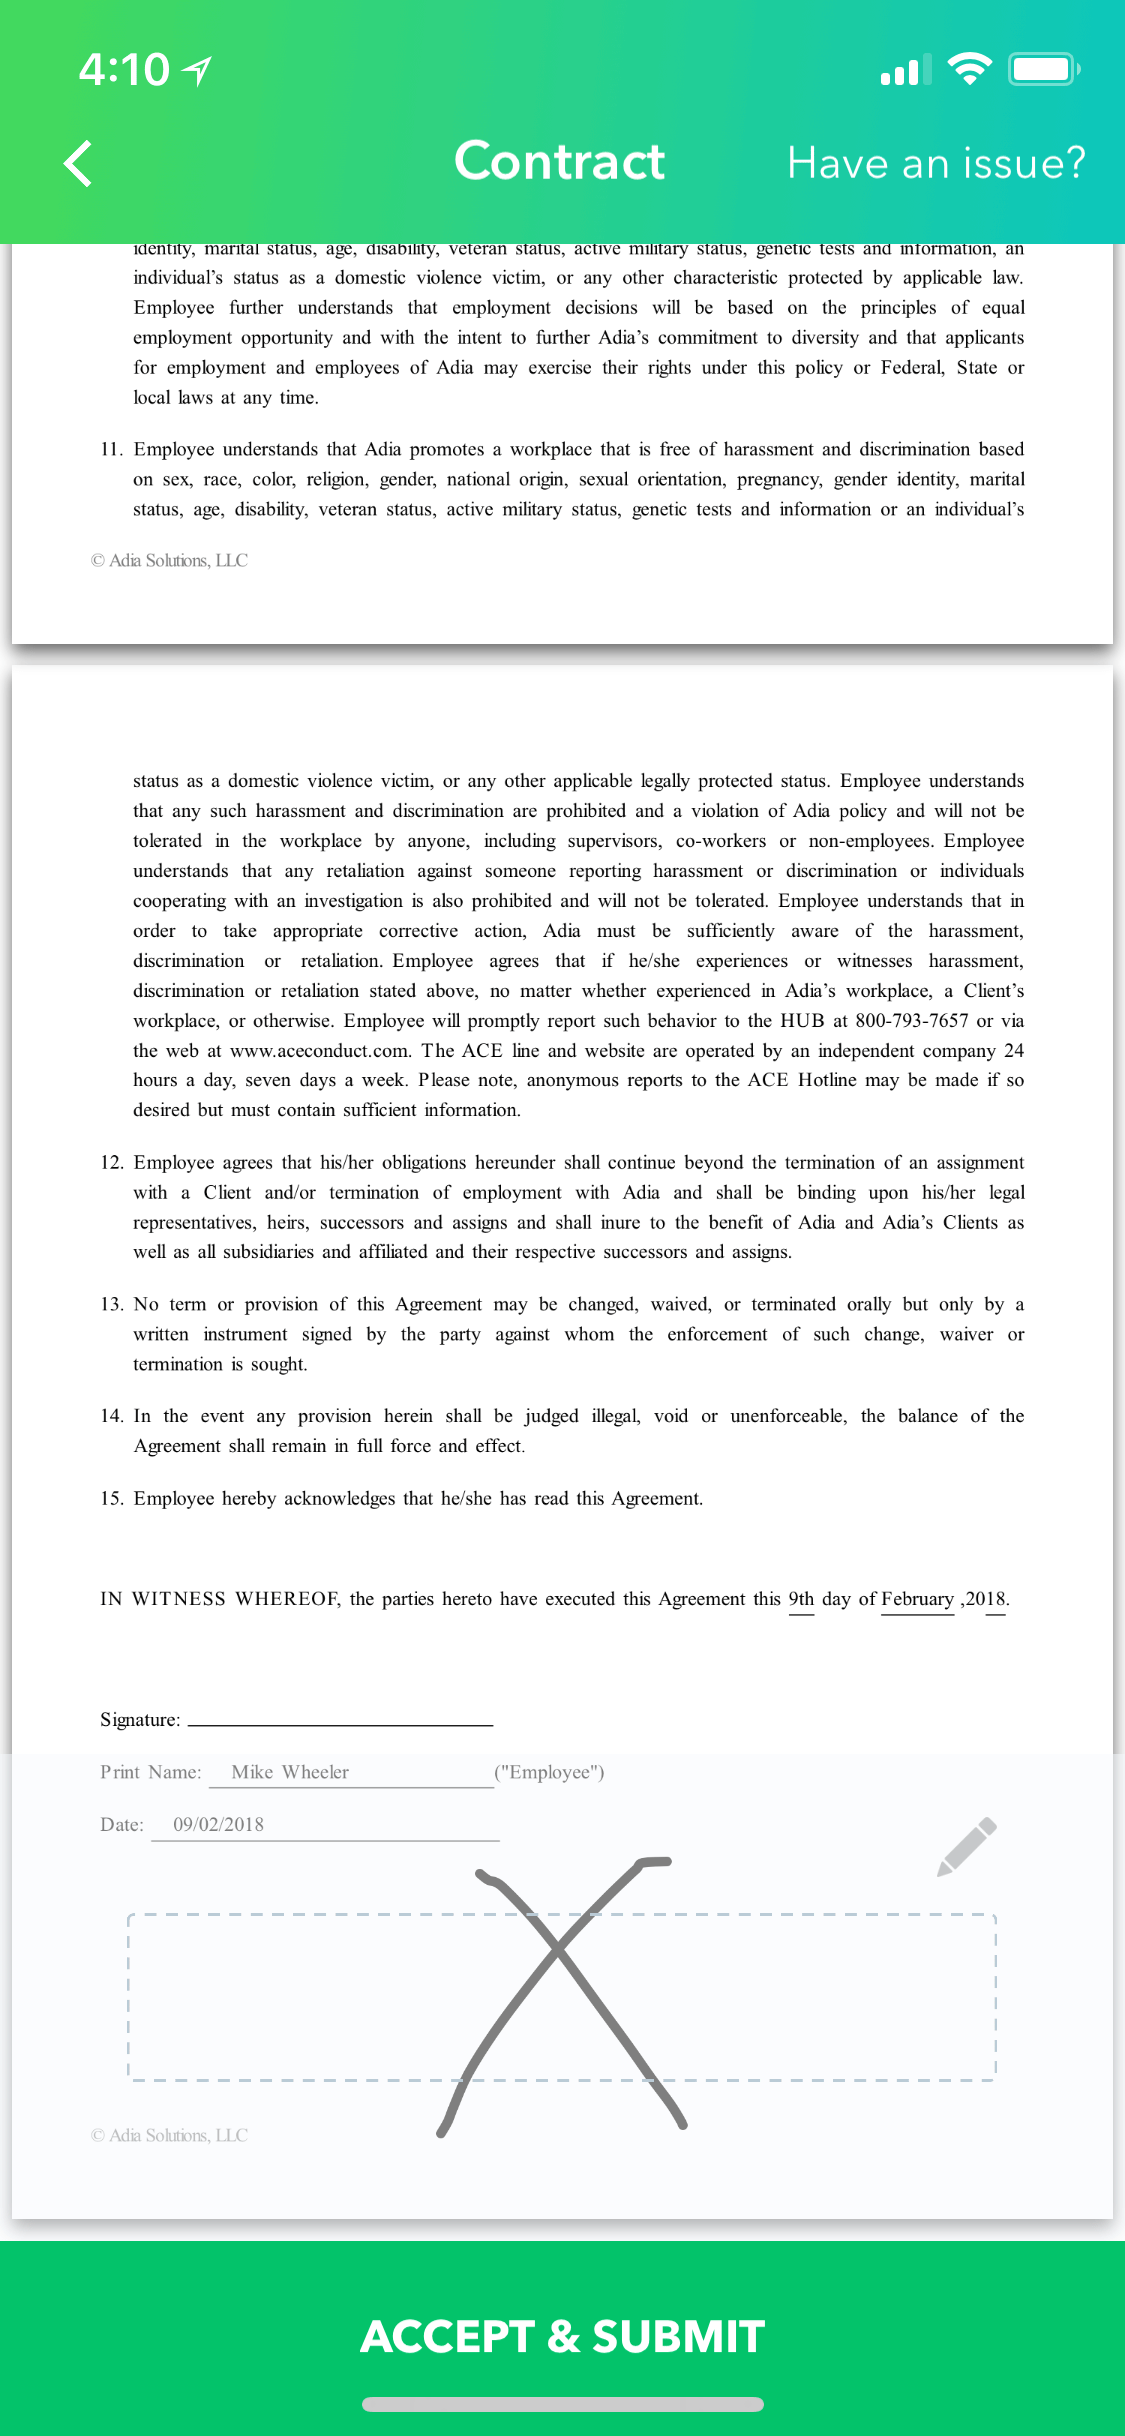 4:10
Contract
Have an issue?
identity, marital status, age, disability, veteran status, active military status, genetic tests and information, an
individual's status as a domestic violence victim, or any other characteristic protected by applicable law.
Employee further understands that employment decisions will be based on the principles of equal
employment opportunity and with the intent to further Adia's commitment to diversity and that applicants
for employment and employees of Adia may exercise their rights under this policy or Federal, State or
local laws at any time.
11. Employee understands that Adia promotes a workplace that is free of harassment and discrimination based
on sex, race, color, religion, gender, national origin, sexual orientation, pregnancy, gender identity, marital
status, age, disability, veteran status, active military status, genetic tests and information or an individual's
© Adia Solutions, LLC
status as a domestic violence victim, or any other applicable legally protected status. Employee understands
that any such harassment and discrimination are prohibited and a violation of Adia policy and will not be
tolerated in the workplace by anyone, including supervisors, co-workers or non-employees. Employee
understands that any retaliation against someone reporting harassment or discrimination or individuals
cooperating with an investigation is also prohibited and will not be tolerated. Employee understands that in
order to take appropriate corrective action, Adia must be sufficiently aware of the harassment,
discrimination or retaliation. Employee agrees that if he/she experiences or witnesses harassment,
discrimination or retaliation stated above, no matter whether experienced in Adia's workplace, a Client's
workplace, or otherwise. Employee will promptly report such behavior to the HUB at 800-793-7657 or via
the web at www.aceconduct.com. The ACE line and website are operated by an independent company 24
hours a day, seven days a week. Please note, anonymous reports to the ACE Hotline may be made if so
desired but must contain sufficient information.
12. Employee agrees that his/her obligations hereunder shall continue beyond the termination of an assignment
with a Client and/or termination of employment with Adia and shall be binding upon his/her legal
representatives, heirs, successors and assigns and shall inure to the benefit of Adia and Adia's Clients as
well as all subsidiaries and affiliated and their respective successors and assigns.
13. No term or provision of this Agreement may be changed, waived, or terminated orally but only by a
written instrument signed by the party against whom the enforcement of such change, waiver or
termination is sought.
14. In the event any provision herein shall be judged illegal, void or unenforceable, the balance of the
Agreement shall remain in full force and effect.
15. Employee hereby acknowledges that he/she has read this Agreement.
IN WITNESS WHEREOF, the parties hereto have executed this Agreement this 9th day of February ,2018.
Signature:
Print Name: Mike Wheeler ("Employee")
Date: 09/02/2018
X
© Adia Solutions, LLC
ACCEPT & SUBMIT